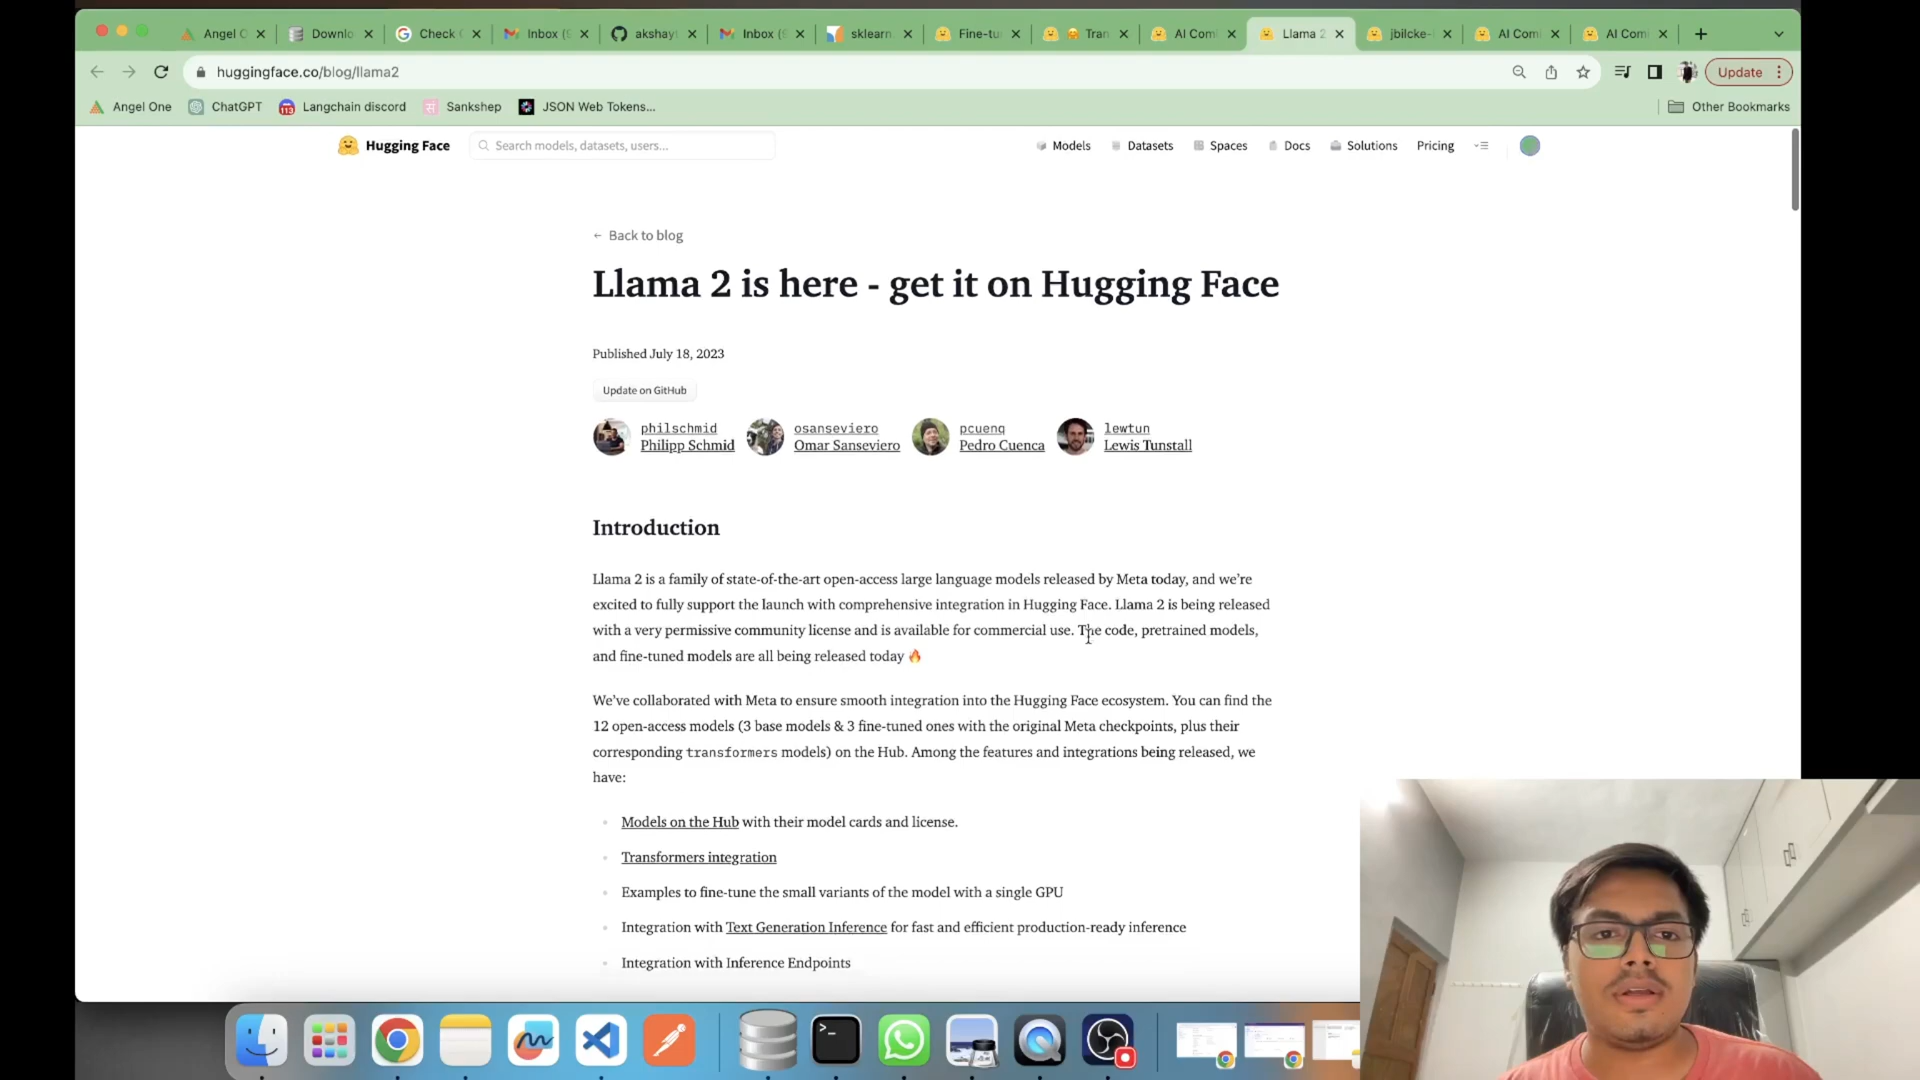 Angel O
Downlo
Check
Inbox (
akshay
Inbox (
sklearn
Fine-tu
Tran
AI Com
Llama 2
jbilcke-
AI Com
AI Com
huggingface.co/blog/llama2
Update
Angel One
ChatGPT
113
Langchain discord
Sankshep
JSON Web Tokens...
Other Bookmarks
Hugging Face
Search models, datasets, users...
Models
Datasets
Spaces
Docs
Solutions
Pricing
← Back to blog
Llama 2 is here - get it on Hugging Face
Published July 18, 2023
Update on GitHub
philschmid
Philipp Schmid
osanseviero
Omar Sanseviero
pcuenq
Pedro Cuenca
lewtun
Lewis Tunstall
Introduction
Llama 2 is a family of state-of-the-art open-access large language models released by Meta today, and we're
excited to fully support the launch with comprehensive integration in Hugging Face. Llama 2 is being released
with a very permissive community license and is available for commercial use. The code, pretrained models,
and fine-tuned models are all being released today 🔥
We've collaborated with Meta to ensure smooth integration into the Hugging Face ecosystem. You can find the
12 open-access models (3 base models & 3 fine-tuned ones with the original Meta checkpoints, plus their
corresponding transformers models) on the Hub. Among the features and integrations being released, we
have:
Models on the Hub with their model cards and license.
Transformers integration
Examples to fine-tune the small variants of the model with a single GPU
Integration with Text Generation Inference for fast and efficient production-ready inference
Integration with Inference Endpoints